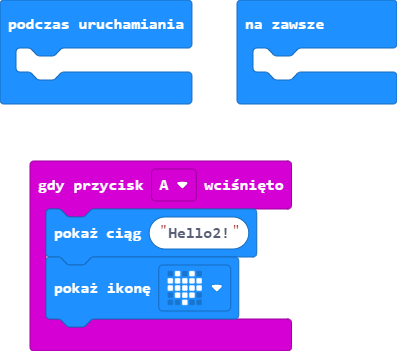 podczas uruchamiania
na zawsze
gdy przycisk A wciśnięto
pokaż ciąg "Hello2!"
pokaż ikonę